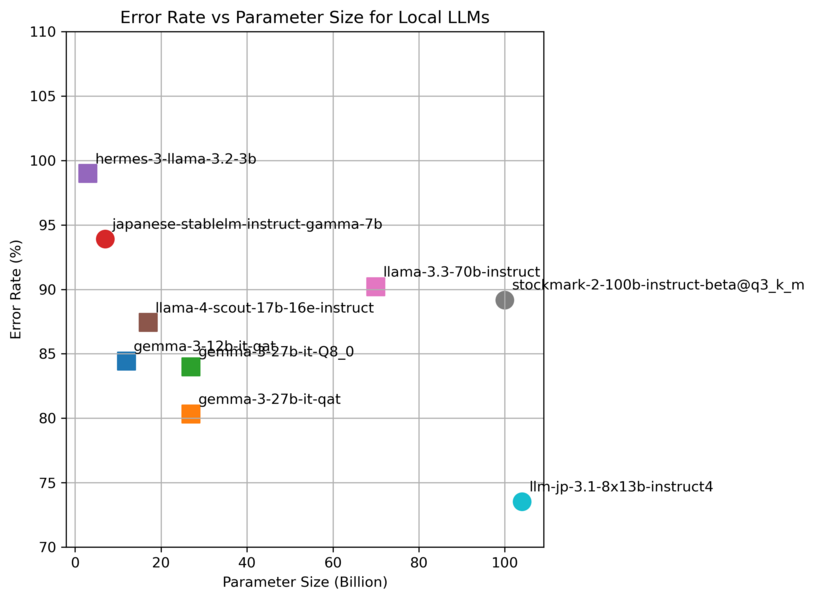 Error Rate vs Parameter Size for Local LLMs
110
105
100
95
90
85
80
75
70
Error Rate (%)
hermes-3-llama-3.2-3b
japanese-stablelm-instruct-gamma-7b
llama-3.3-70b-instruct
stockmark-2-100b-instruct-beta@q3_k_m
llama-4-scout-17b-16e-instruct
gemma-3-12b-it-qat
gemma-3-27b-it-Q8_0
gemma-3-27b-it-qat
llm-jp-3.1-8x13b-instruct4
0 20 40 60 80 100
Parameter Size (Billion)